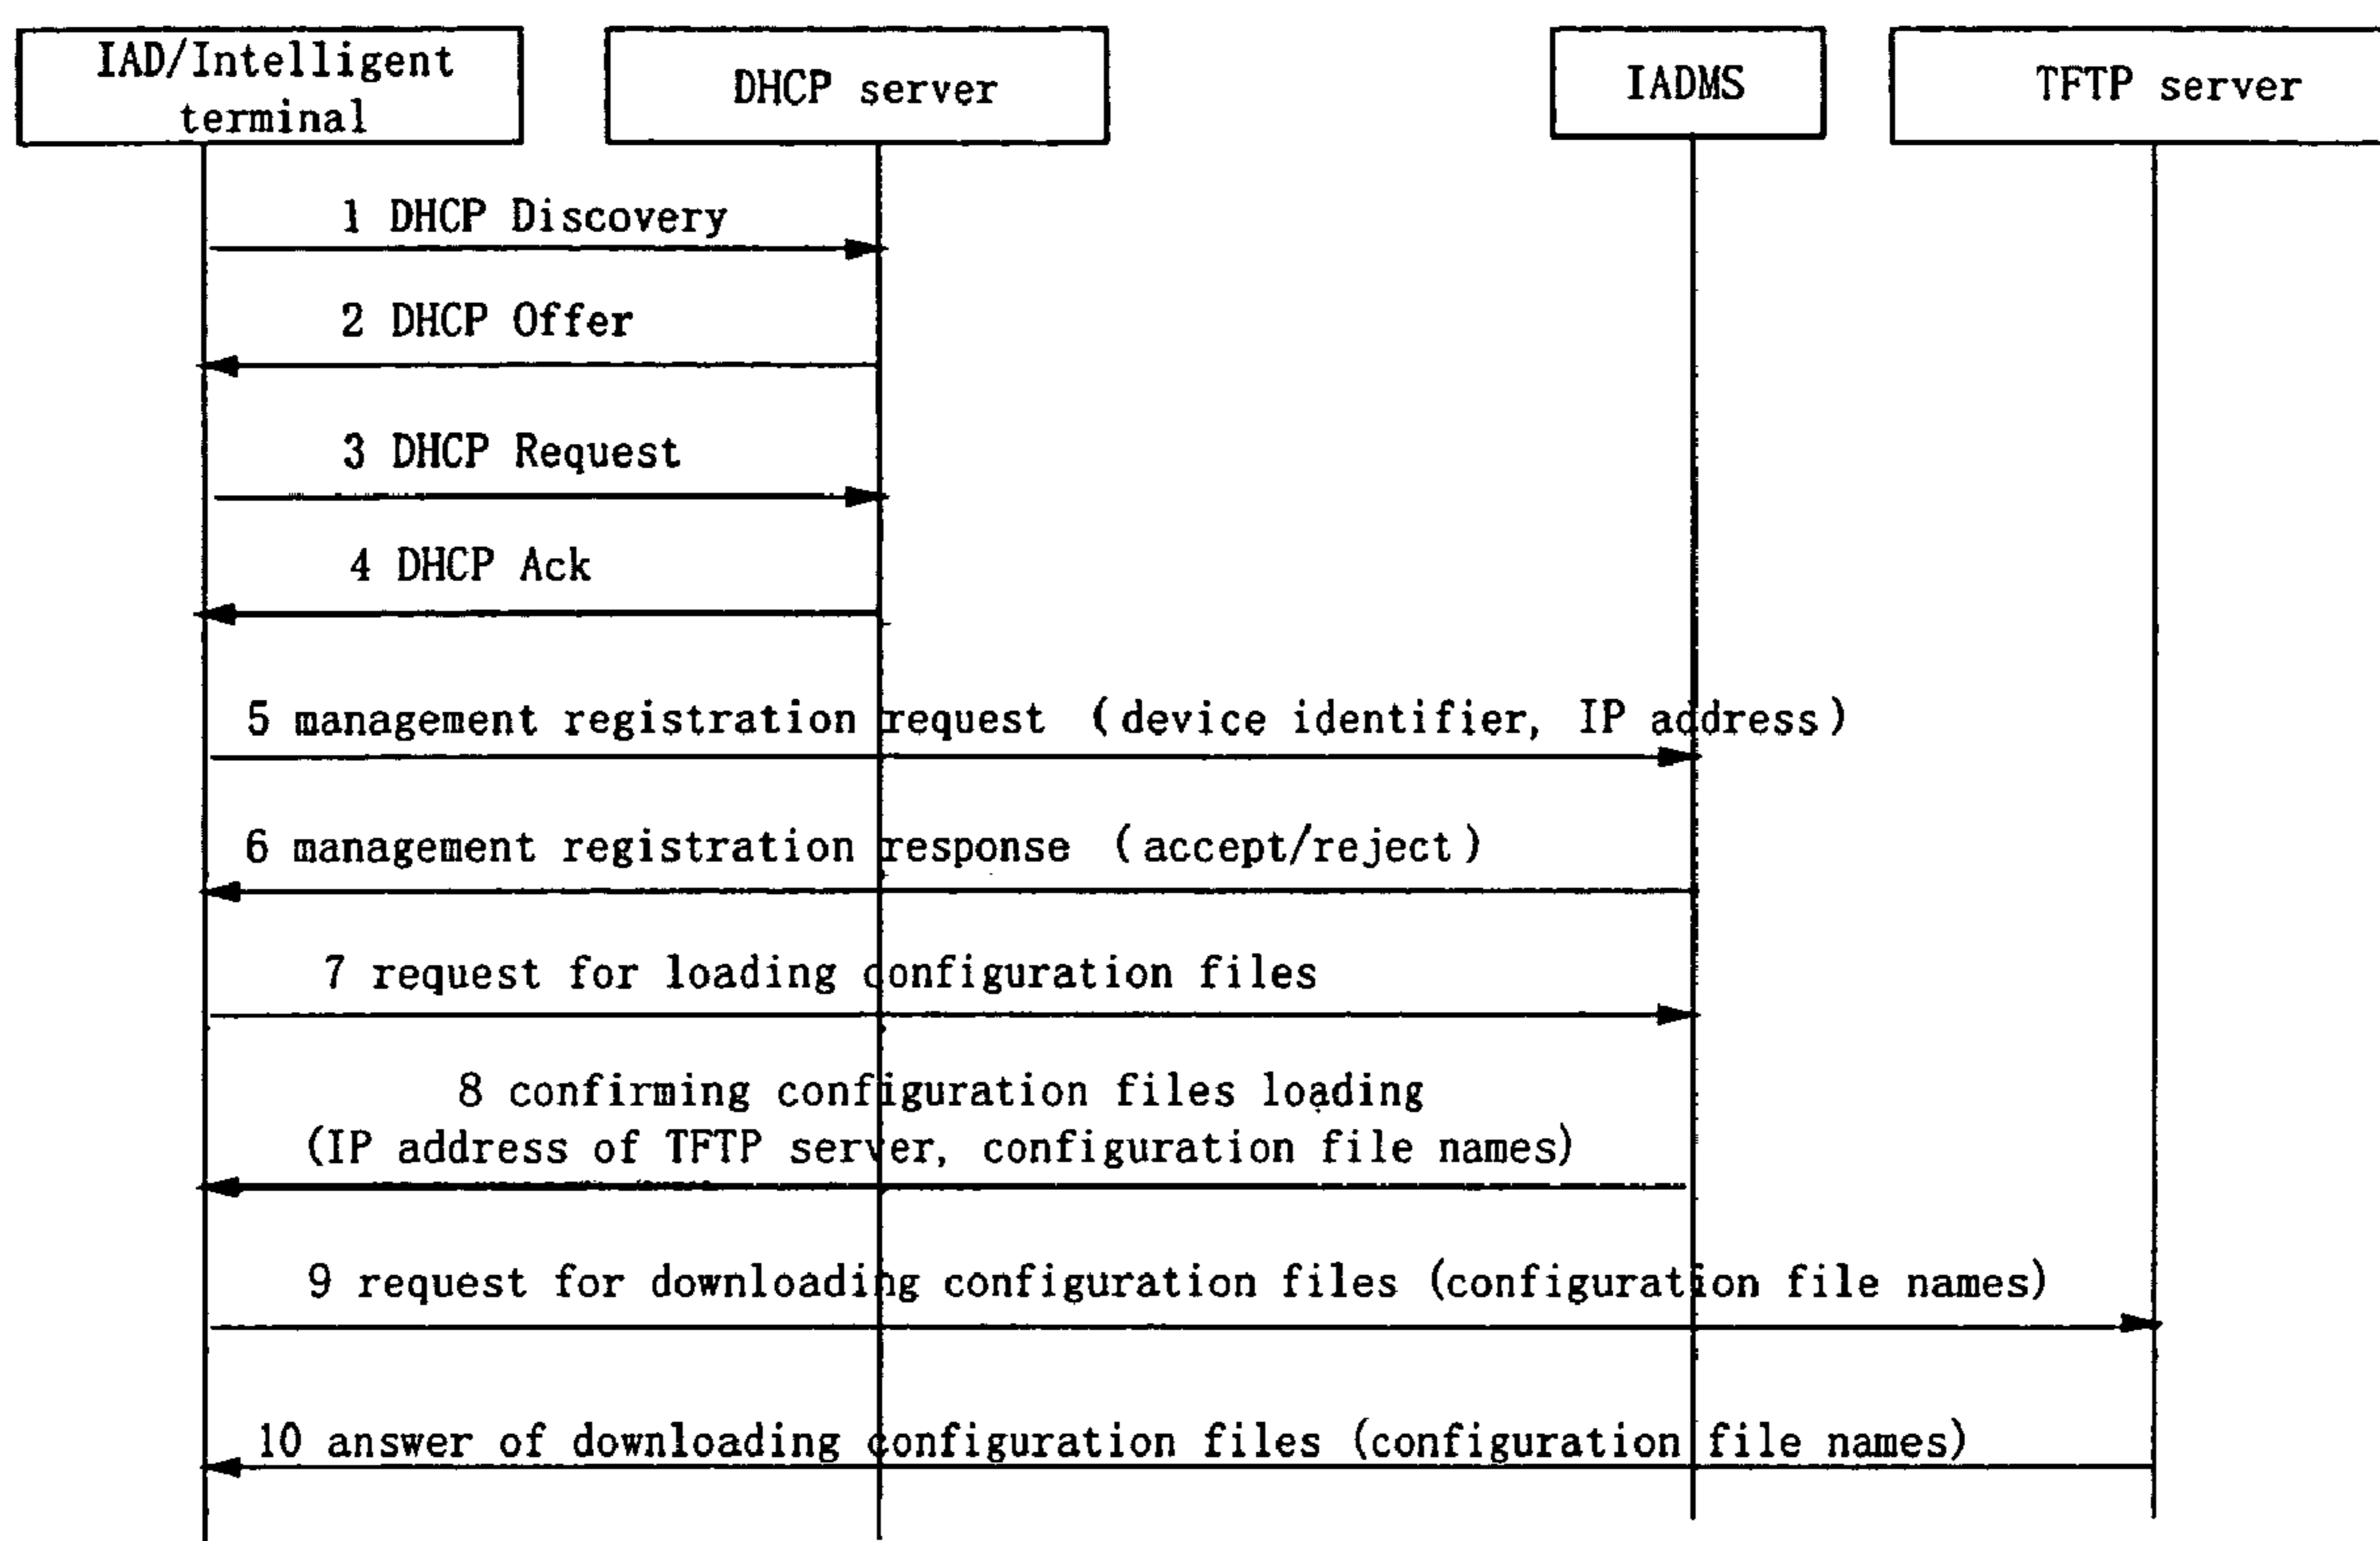 IAD/Intelligent
terminal
DHCP server
IADMS
TFTP server
1 DHCP Discovery
2 DHCP Offer
3 DHCP Request
4 DHCP Ack
5 management registration request (device identifier, IP address)
6 management registration response (accept/reject)
7 request for loading configuration files
8 confirming configuration files loading
(IP address of TFTP server, configuration file names)
9 request for downloading configuration files (configuration file names)
10 answer of downloading configuration files (configuration file names)